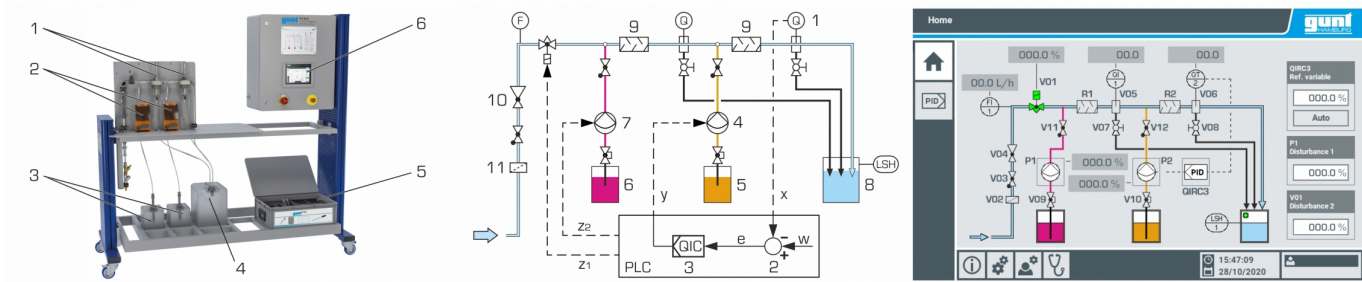 1
2
3
4
5
6
F
Q
Q
1
9
9
10
7
4
11
6
5
8
LSH
y
x
z2
z1
PLC
QIC
3
e
2
w
-
+
Home
gunt
HAMBURG
000.0 %
00.0
00.0
00.0 L/h
V01
FI
1
QI
1
QT
2
R1
V05
R2
V06
V11
V07
V12
V08
V04
V03
V02
P1
000.0 %
P2
000.0 %
PID
QIRC3
V09
V10
LSH
1
PID
QIRC3
Ref. variable
000.0 %
Auto
P1
Disturbance 1
000.0 %
V01
Disturbance 2
000.0 %
15:47:09
28/10/2020